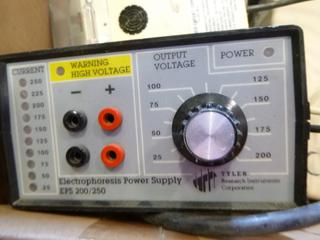 CURRENT
250
225
200
175
150
125
100
75
50
25
WARNING
HIGH VOLTAGE
− +
OUTPUT
VOLTAGE
POWER
100
75
50
25
125
150
175
200
Electrophoresis Power Supply
EPS 200/250
TYLER
Research Instruments
Corporation